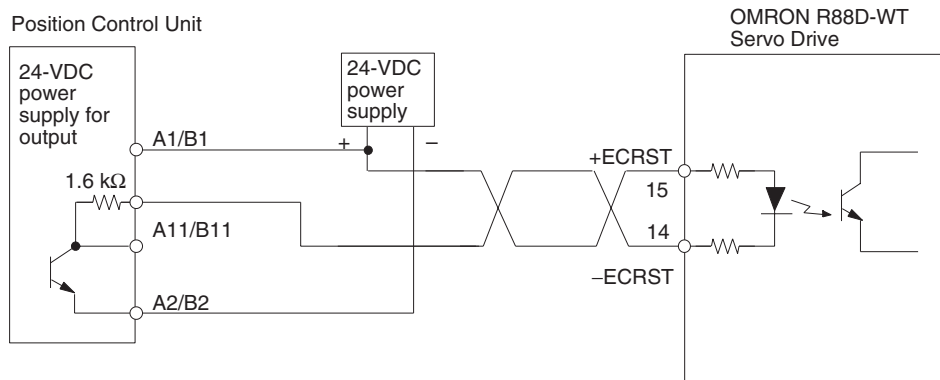 Position Control Unit
OMRON R88D-WT
Servo Drive
24-VDC
power
supply for
output
24-VDC
power
supply
A1/B1
+
−
+ECRST
15
1.6 kΩ
A11/B11
14
−ECRST
A2/B2